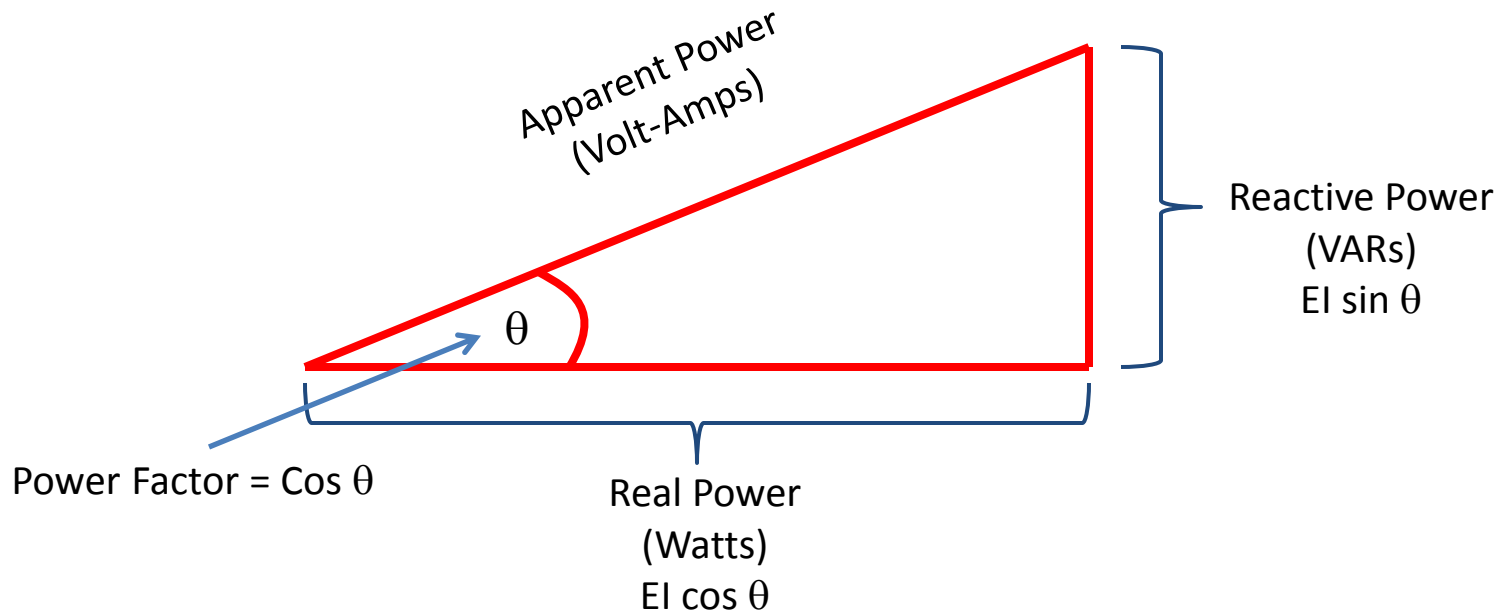 Apparent Power
(Volt-Amps)
Reactive Power
(VARs)
EI sin θ
θ
Power Factor = Cos θ
Real Power
(Watts)
EI cos θ